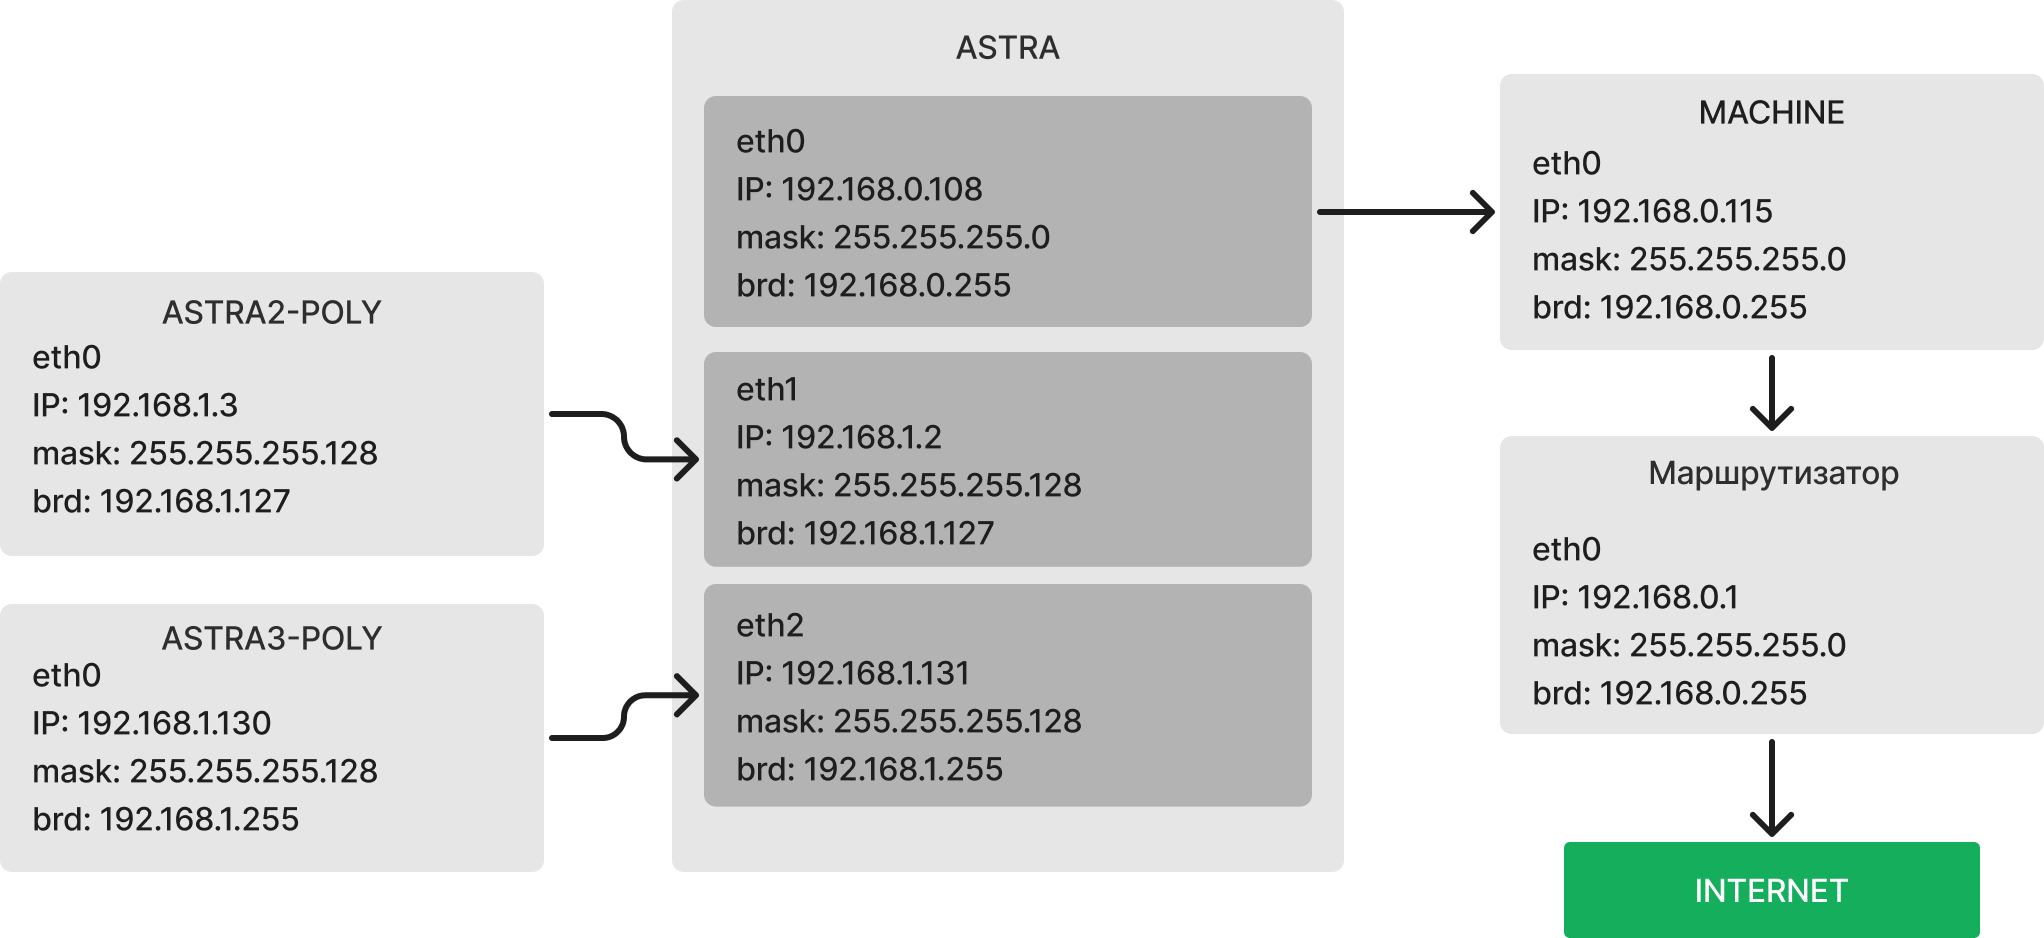 ASTRA
eth0
IP: 192.168.0.108
mask: 255.255.255.0
brd: 192.168.0.255
eth1
IP: 192.168.1.2
mask: 255.255.255.128
brd: 192.168.1.127
eth2
IP: 192.168.1.131
mask: 255.255.255.128
brd: 192.168.1.255
ASTRA2-POLY
eth0
IP: 192.168.1.3
mask: 255.255.255.128
brd: 192.168.1.127
ASTRA3-POLY
eth0
IP: 192.168.1.130
mask: 255.255.255.128
brd: 192.168.1.255
MACHINE
eth0
IP: 192.168.0.115
mask: 255.255.255.0
brd: 192.168.0.255
Маршрутизатор
eth0
IP: 192.168.0.1
mask: 255.255.255.0
brd: 192.168.0.255
INTERNET